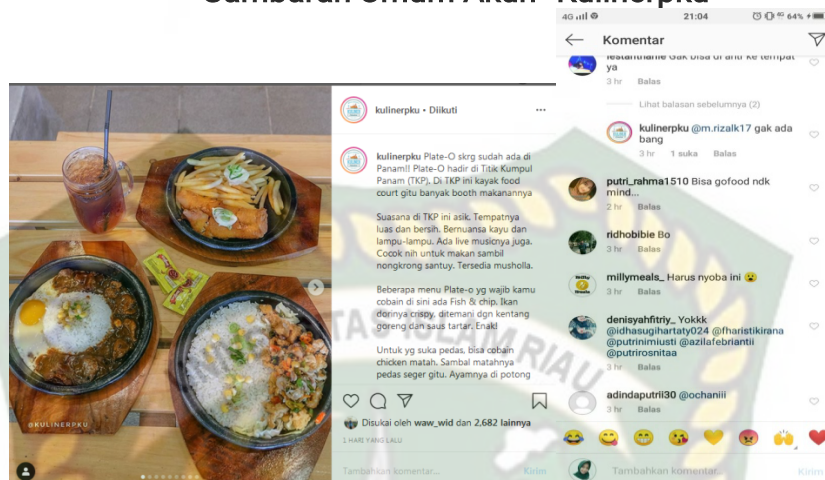 Gambaran Umum Akun "Kulinerpku"
kulinerpku • Diikuti
kulinerpku Plate-O skrg sudah ada di
Panam!! Plate-O hadir di Titik Kumpul
Panam (TKP). Di TKP ini kayak food
court gitu banyak booth makanannya
Suasana di TKP ini asik. Tempatnya
luas dan bersih. Bernuansa kayu dan
lampu-lampu. Ada live musicnya juga.
Cocok nih untuk makan sambil
nongkrong santuy. Tersedia musholla.
Beberapa menu Plate-o yg wajib kamu
cobain di sini ada Fish & chip. Ikan
dorinya crispy, ditemani dgn kentang
goreng dan saus tartar. Enak!
Untuk yg suka pedas, bisa cobain
chicken matah. Sambal matahnya
pedas seger gitu. Ayamnya di potong
Disukai oleh waw_wid dan 2,682 lainnya
1 HARI YANG LALU
Tambahkan komentar...
Kirim
@KULINERPKU
4G 21:04 64%
Komentar
lestanthanie Gak bisa di anti ke tempat
ya
3 hr Balas
Lihat balasan sebelumnya (2)
kulinerpku @m.rizalk17 gak ada
bang
3 hr 1 suka Balas
putri_rahma1510 Bisa gofood ndk
mind...
2 hr Balas
ridhobibie Bo
3 hr Balas
millymeals_ Harus nyoba ini 😮
3 hr Balas
denisyahfitriy_ Yokkk
@idhasugihartaty024 @fharistikirana
@putrinimiusti @azilafebriantii
@putrirosnitaa
3 hr Balas
adindaputrii30 @ochaniii
3 hr Balas
Tambahkan komentar...
Kirim
ITAS ISLAM RIAU